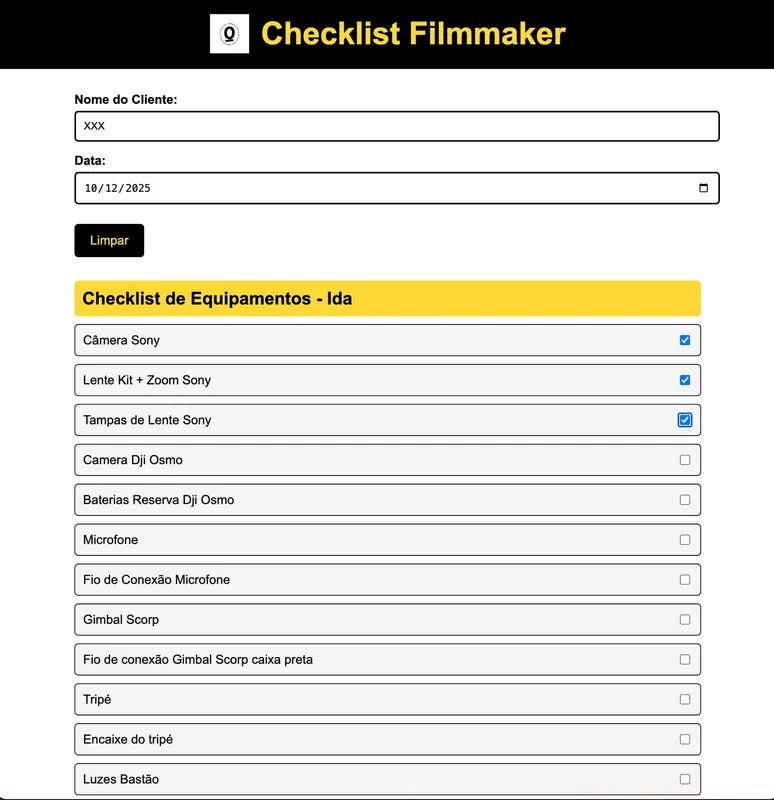 Q
Checklist Filmmaker
Nome do Cliente:
XXX
Data:
10/12/2025
Limpar
Checklist de Equipamentos - Ida
Câmera Sony
Lente Kit + Zoom Sony
Tampas de Lente Sony
Camera Dji Osmo
Baterias Reserva Dji Osmo
Microfone
Fio de Conexão Microfone
Gimbal Scorp
Fio de conexão Gimbal Scorp caixa preta
Tripé
Encaixe do tripé
Luzes Bastão